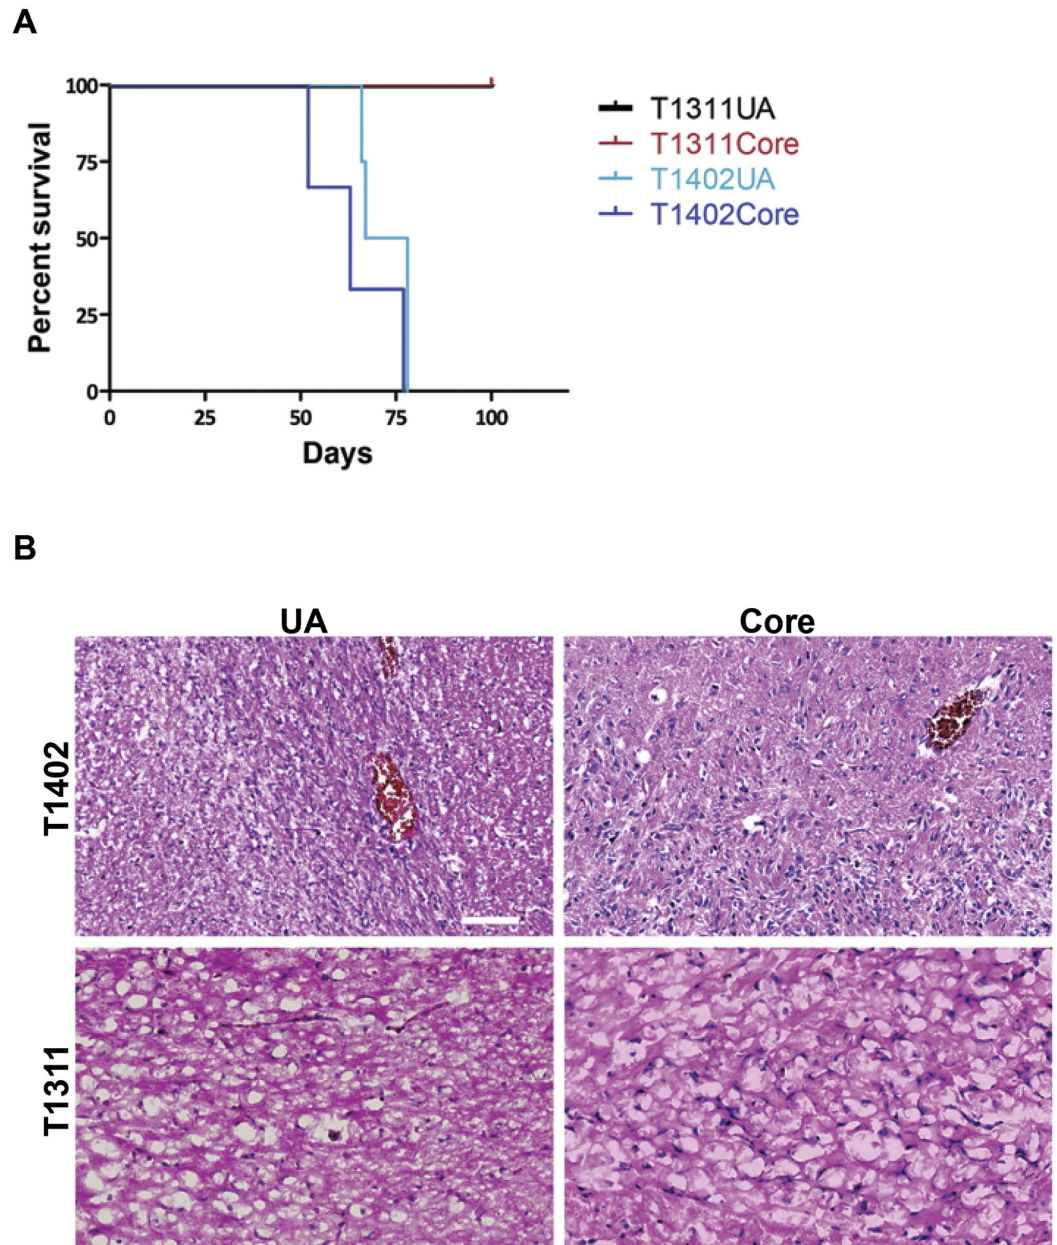 A
Percent survival
100
75
50
25
0
0 25 50 75 100
Days
T1311UA
T1311Core
T1402UA
T1402Core
B
UA Core
T1402
T1311